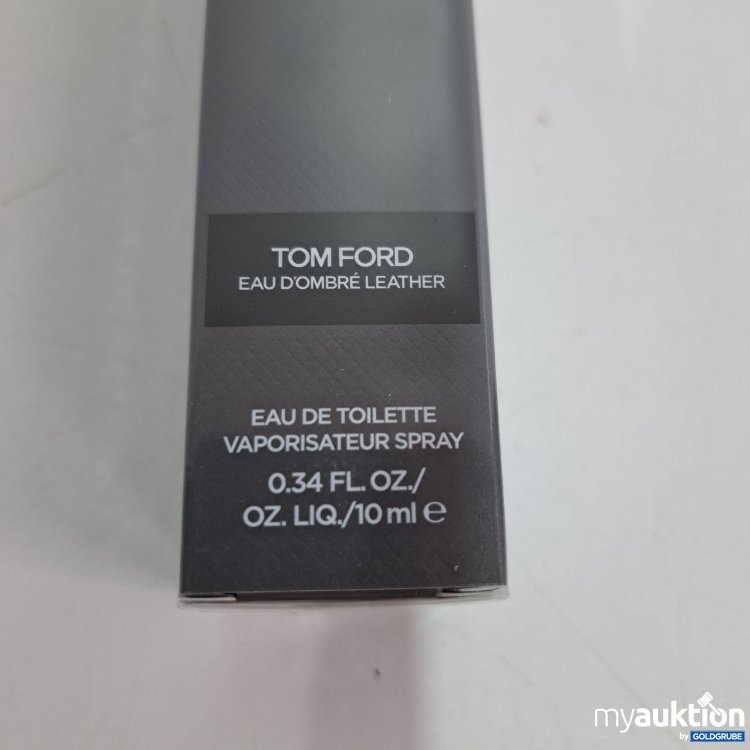 TOM FORD
EAU D'OMBRÉ LEATHER
EAU DE TOILETTE
VAPORISATEUR SPRAY
0.34 FL. OZ./
OZ. LIQ./10 ml ℮
myauktion
by GOLDGRUBE